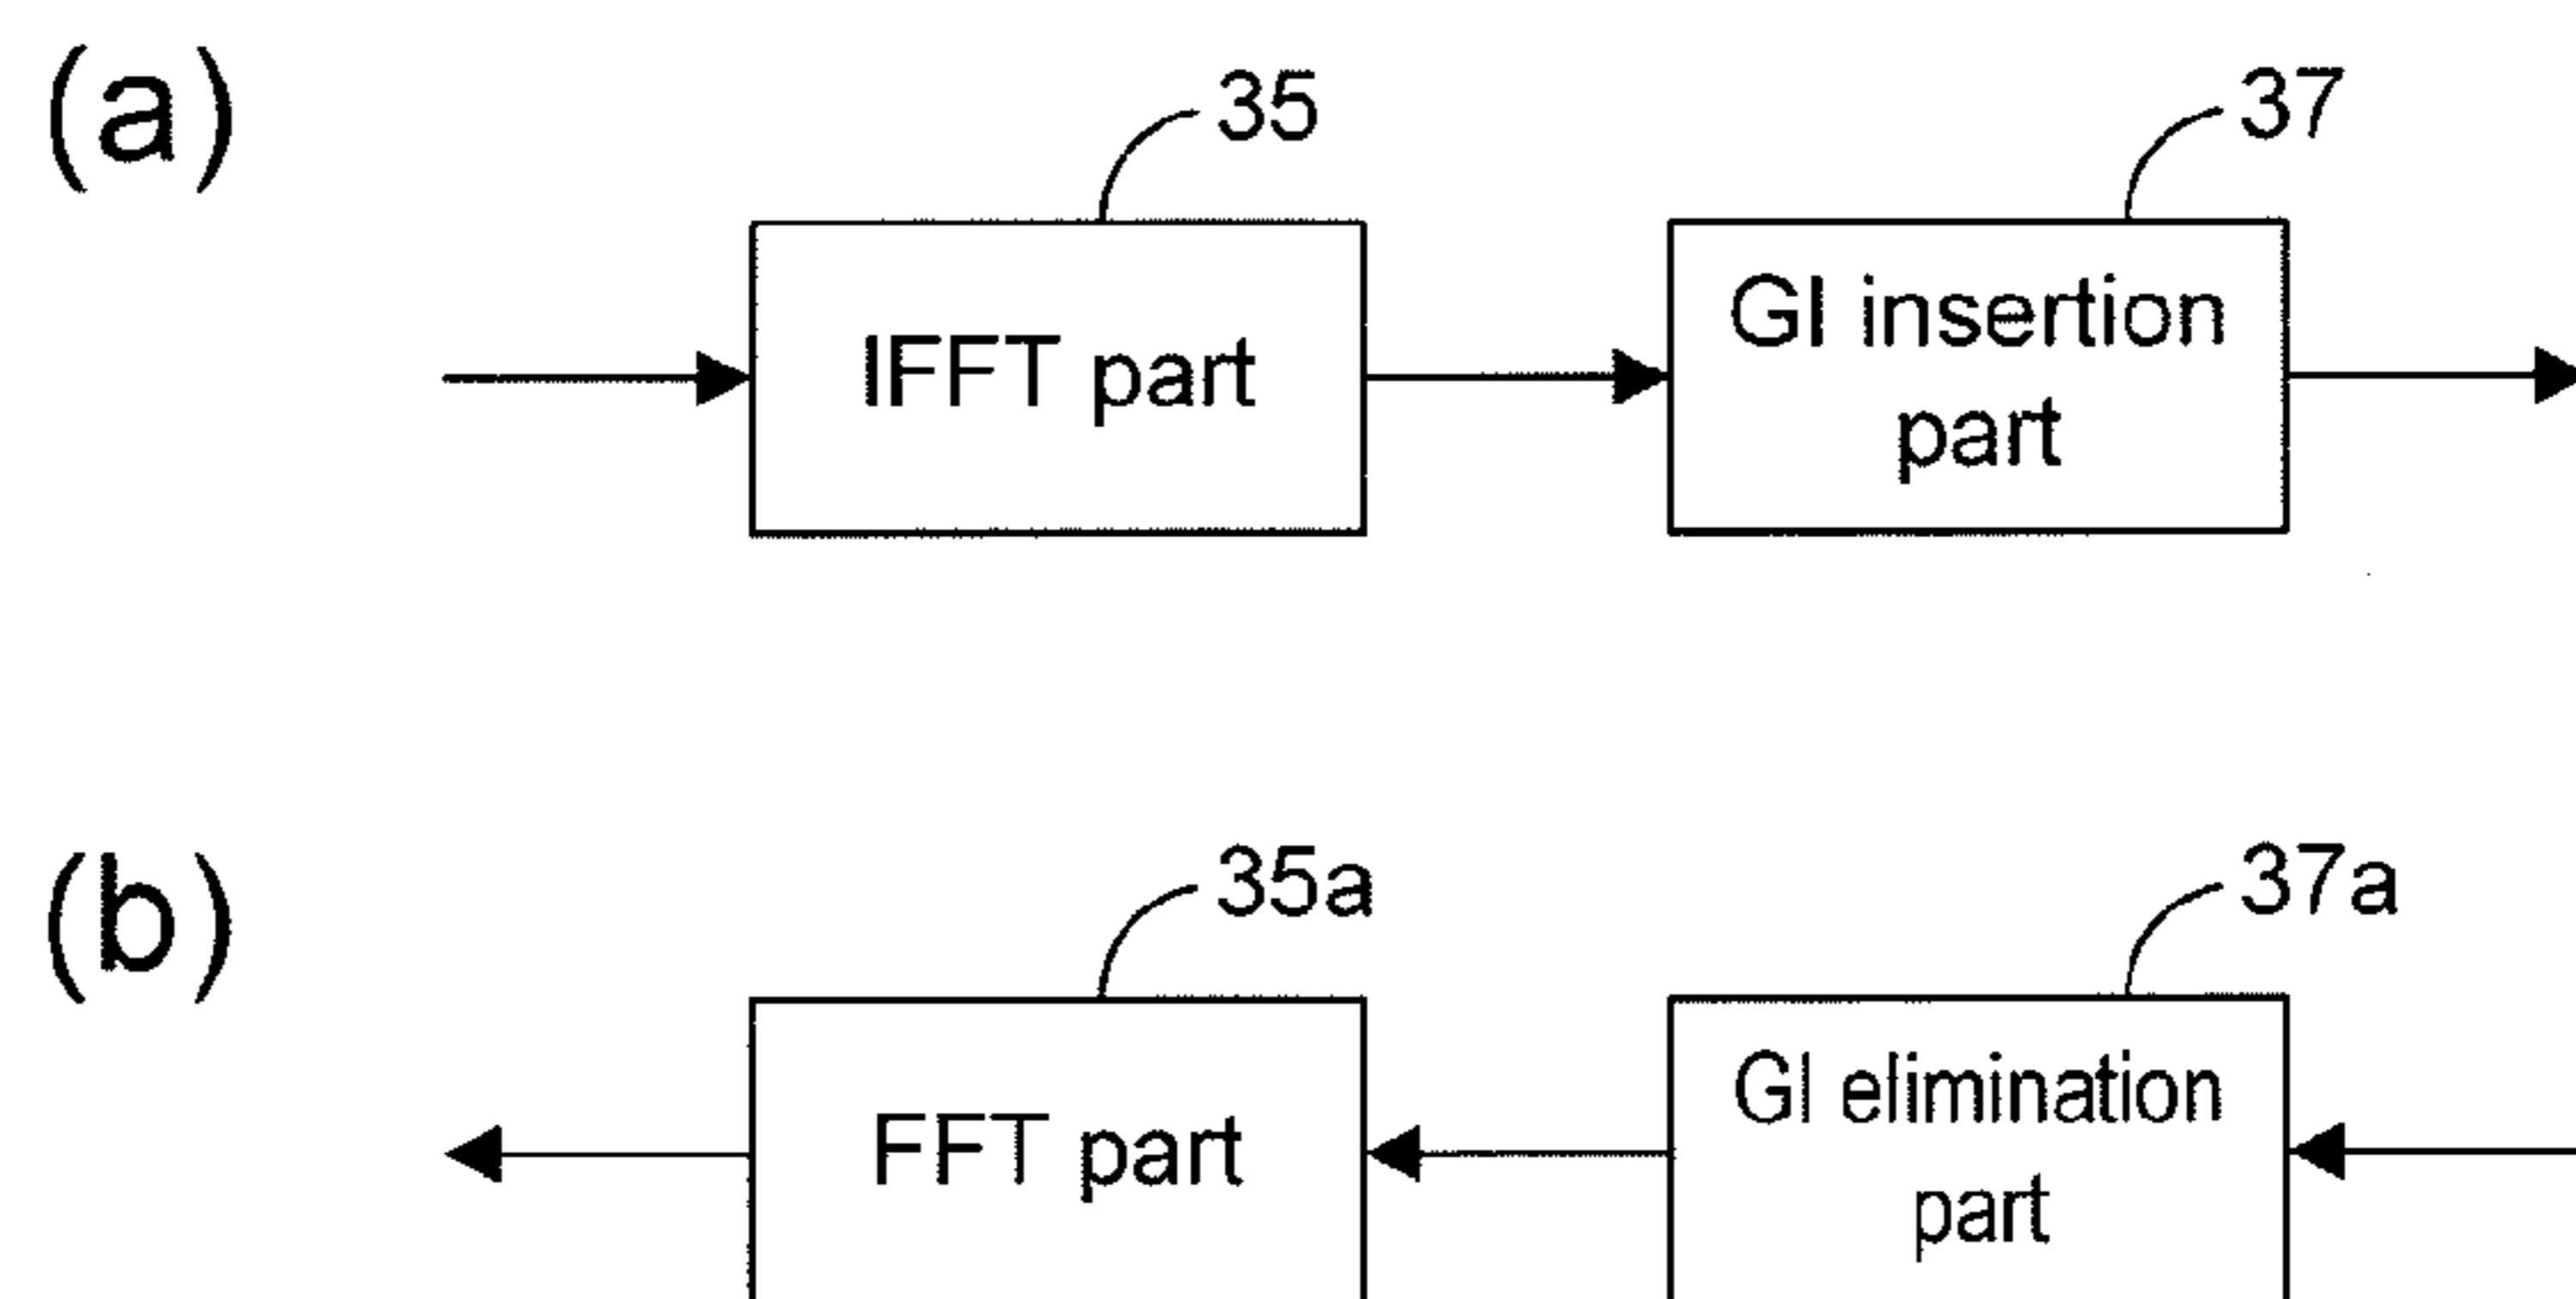 (a)
35
37
IFFT part
GI insertion
part
(b)
35a
37a
FFT part
GI elimination
part